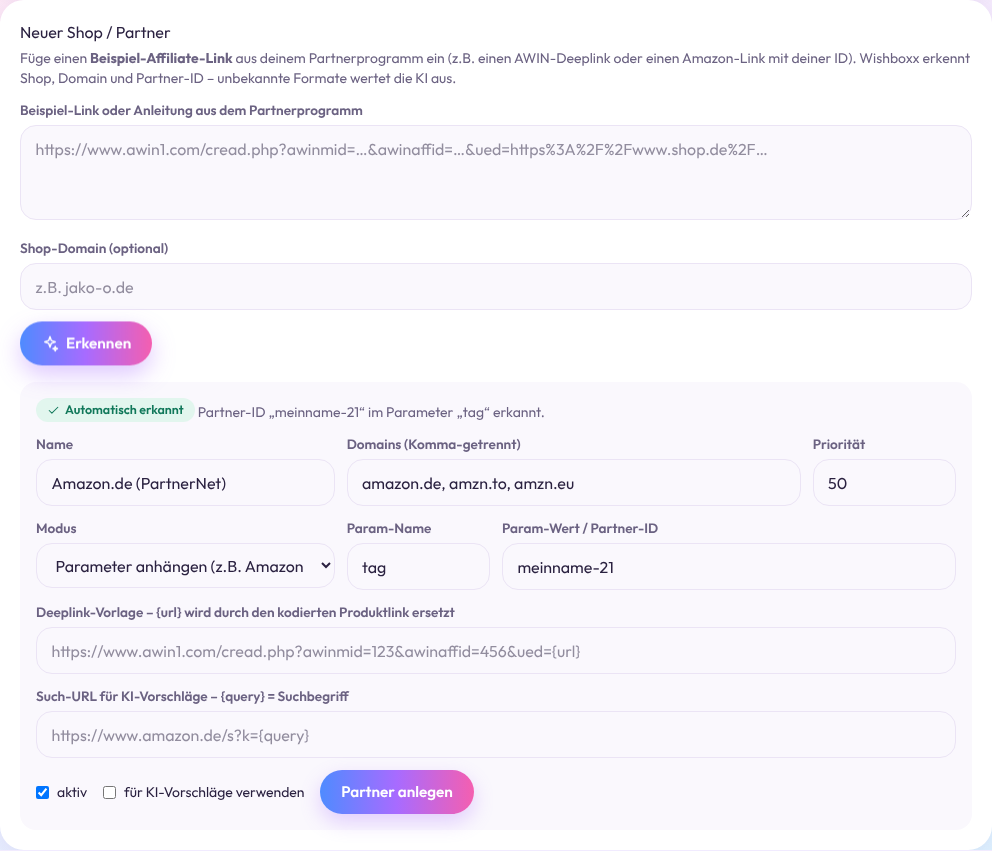 Neuer Shop / Partner
Füge einen Beispiel-Affiliate-Link aus deinem Partnerprogramm ein (z.B. einen AWIN-Deeplink oder einen Amazon-Link mit deiner ID). Wishboxx erkennt
Shop, Domain und Partner-ID – unbekannte Formate wertet die KI aus.
Beispiel-Link oder Anleitung aus dem Partnerprogramm
https://www.awin1.com/cread.php?awinmid=…&awinaffid=…&ued=https%3A%2F%2Fwww.shop.de%2F…
Shop-Domain (optional)
z.B. jako-o.de
Erkennen
Automatisch erkannt Partner-ID „meinname-21“ im Parameter „tag“ erkannt.
Name Domains (Komma-getrennt) Priorität
Amazon.de (PartnerNet) amazon.de, amzn.to, amzn.eu 50
Modus Param-Name Param-Wert / Partner-ID
Parameter anhängen (z.B. Amazon tag meinname-21
Deeplink-Vorlage – {url} wird durch den kodierten Produktlink ersetzt
https://www.awin1.com/cread.php?awinmid=123&awinaffid=456&ued={url}
Such-URL für KI-Vorschläge – {query} = Suchbegriff
https://www.amazon.de/s?k={query}
aktiv für KI-Vorschläge verwenden Partner anlegen